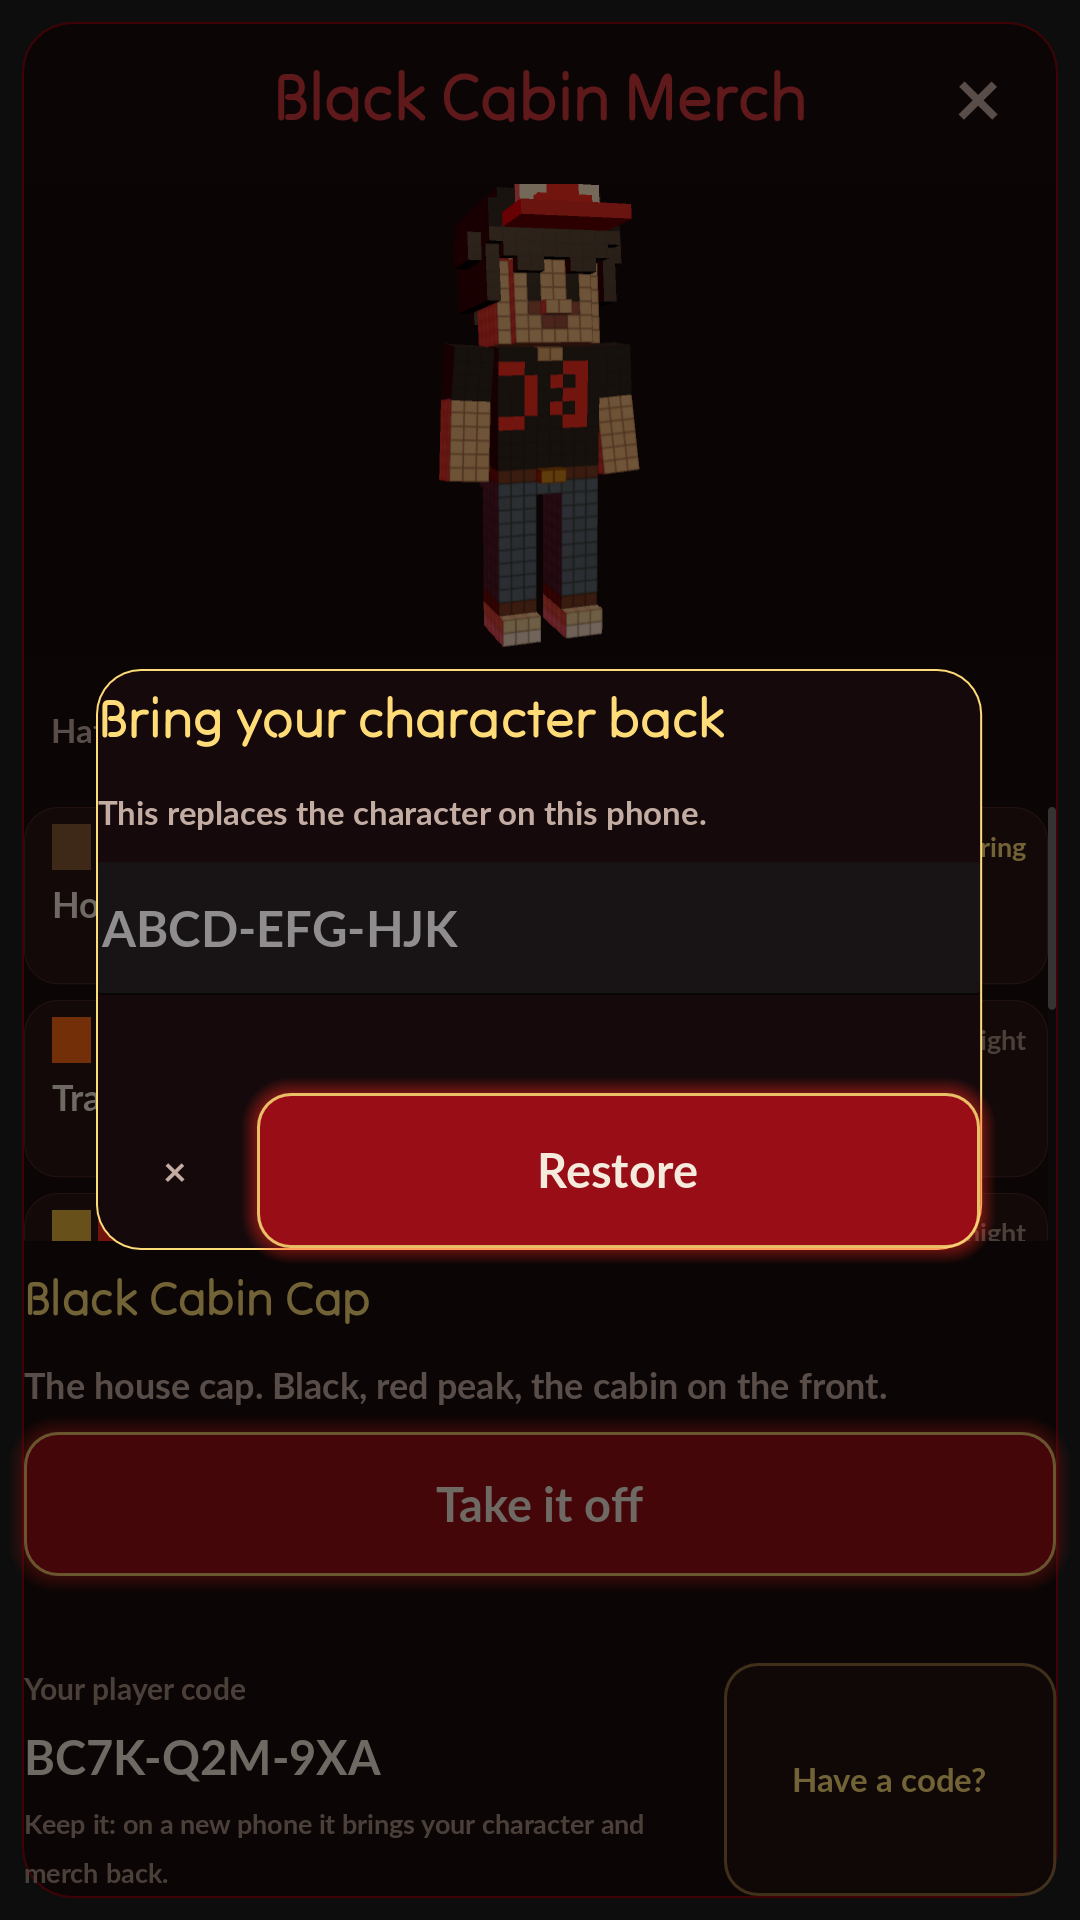 Black Cabin Merch
Bring your character back
This replaces the character on this phone.
ring
ABCD-EFG-HJK
ight
×
Restore
Black Cabin Cap
The house cap. Black, red peak, the cabin on the front.
Take it off
Your player code
BC7K-Q2M-9XA
Have a code?
Keep it: on a new phone it brings your character and
merch back.